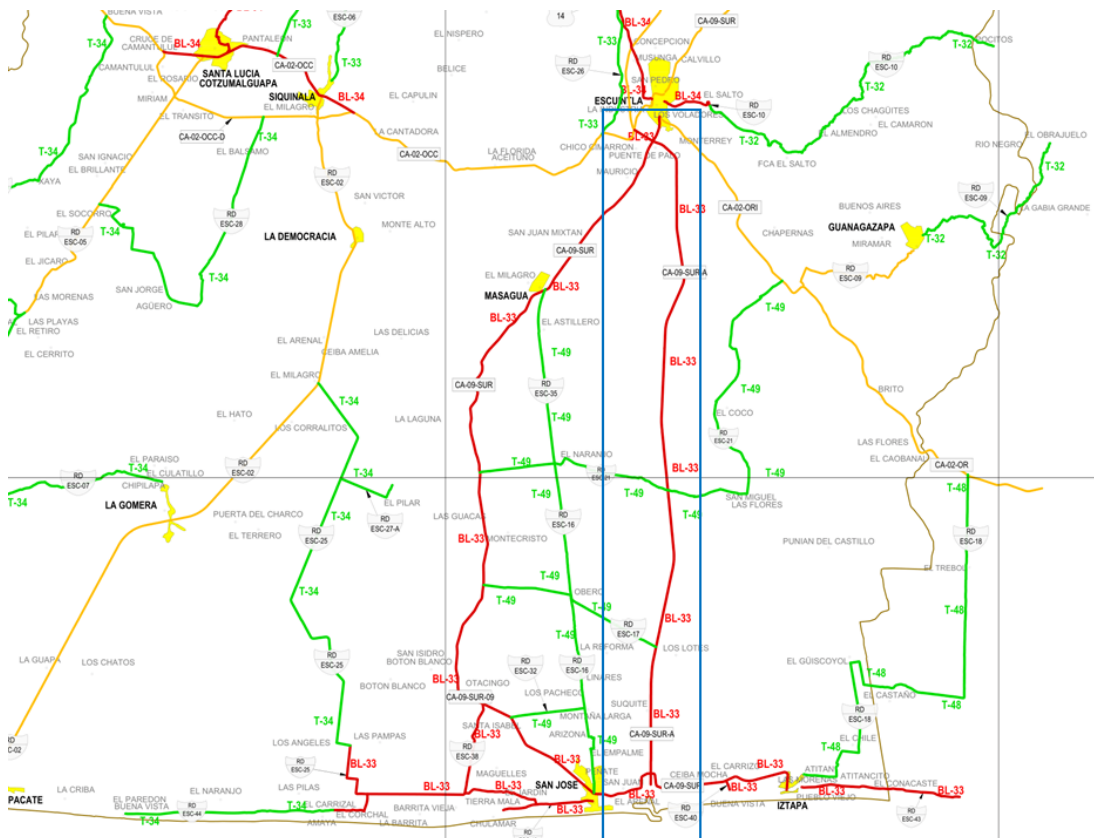 BUENA VISTA
T-34
CRUCE DE
CAMANTULUL
BL-34
PANTALEON
T-33
RD
ESC-06
EL NISPERO
14
CA-09-SUR
BL-34
CONCEPCION
MUSUNGA
CALVILLO
T-32
POCITOS
CA-02-OCC
T-33
CAMANTULUL
EL ROSARIO
SANTA LUCIA
COTZUMALGUAPA
BELICE
T-33
RD
ESC-26
SAN PEDRO
RD
ESC-10
T-32
MIRIAM
SIQUINALA
BL-34
EL CAPULIN
ESCUINTLA
BL-34
BL-34
EL SALTO
RD
ESC-10
LOS CHAGÜITES
EL MILAGRO
EL TRANSITO
T-34
LOS VOLADORES
EL CAMARON
CA-02-OCC-D
LA CANTADORA
T-33
BL-33
EL ALMENDRO
EL OBRAJUELO
T-34
SAN IGNACIO
EL BRILLANTE
EL BALSAMO
CA-02-OCC
LA FLORIDA
ACEITUNO
CHICO CIMARRON
PUENTE DE PALO
MONTERREY
T-32
RIO NEGRO
T-32
XAYA
RD
ESC-02
MAURICIO
FCA EL SALTO
RD
ESC-09
SAN VICTOR
BL-33
CA-02-ORI
BUENOS AIRES
LA GABIA GRANDE
EL SOCORRO
T-34
RD
ESC-28
MONTE ALTO
SAN JUAN MIXTAN
GUANAGAZAPA
EL PILAR
RD
ESC-05
LA DEMOCRACIA
CA-09-SUR
CHAPERNAS
MIRAMAR
T-32
T-32
EL JICARO
T-34
EL MILAGRO
CA-09-SUR-A
RD
ESC-09
SAN JORGE
BL-33
LAS MORENAS
AGÜERO
MASAGUA
T-49
LAS PLAYAS
EL RETIRO
LAS DELICIAS
BL-33
EL ASTILLERO
EL ARENAL
T-49
EL CERRITO
CEIBA AMELIA
BL-33
EL MILAGRO
CA-09-SUR
RD
ESC-35
T-49
BRITO
EL HATO
LA LAGUNA
T-49
EL COCO
LOS CORRALITOS
RD
ESC-21
LAS FLORES
EL PARAISO
T-34
EL CULATILLO
RD
ESC-02
T-34
T-49
EL NARANJO
BL-33
EL CAOBANAL
CA-02-OR
RD
ESC-07
CHIPILAPA
T-34
RD
ESC-21
T-49
T-49
T-48
LA GOMERA
EL PILAR
T-49
SAN MIGUEL
LAS FLORES
PUERTA DEL CHARCO
T-34
RD
ESC-27-A
LAS GUACAS
RD
ESC-16
EL TERRERO
RD
ESC-25
BL-33
MONTECRISTO
PUNIAN DEL CASTILLO
RD
ESC-18
BL-33
EL TREBOL
T-34
T-49
OBERO
T-49
T-48
RD
ESC-17
T-49
LA REFORMA
LOS LOTES
SAN ISIDRO
BOTON BLANCO
LA GUAPA
LOS CHATOS
RD
ESC-25
RD
ESC-32
RD
ESC-16
LINARES
EL GÜISCOYOL
T-48
BL-33
OTACINGO
BOTON BLANCO
LOS PACHECO
EL CASTAÑO
CA-09-SUR-09
SUQUITE
T-34
MONTAÑA LARGA
BL-33
RD
ESC-18
SANTA ISABEL
T-49
ARIZONA
LAS PAMPAS
BL-33
CA-09-SUR-A
EL CHILE
LOS ANGELES
T-49
EL EMPALME
T-48
BL-33
RD
ESC-38
BL-33
PEÑATE
EL CARRIZO
BL-33
ATITAN
RD
ESC-25
MAGUELLES
CEIBA MOCHA
LAS MORENAS
ATITANCITO
LAS PILAS
SAN JOSE
SAN JUAN
CA-09-SUR
BL-33
EL CONACASTE
PACATE
LA CRIBA
EL NARANJO
BL-33
TIERRA MALA
PUEBLO VIEJO
BL-33
EL PAREDON
BUENA VISTA
T-34
EL CARRIZAL
BARRITA VIEJA
BL-33
EL ARENAL
BUENA VISTA
IZTAPA
RD
ESC-44
EL CORCHAL
RD
ESC-40
RD
ESC-43
T-34
AMAYA
LA BARRITA
CHULAMAR